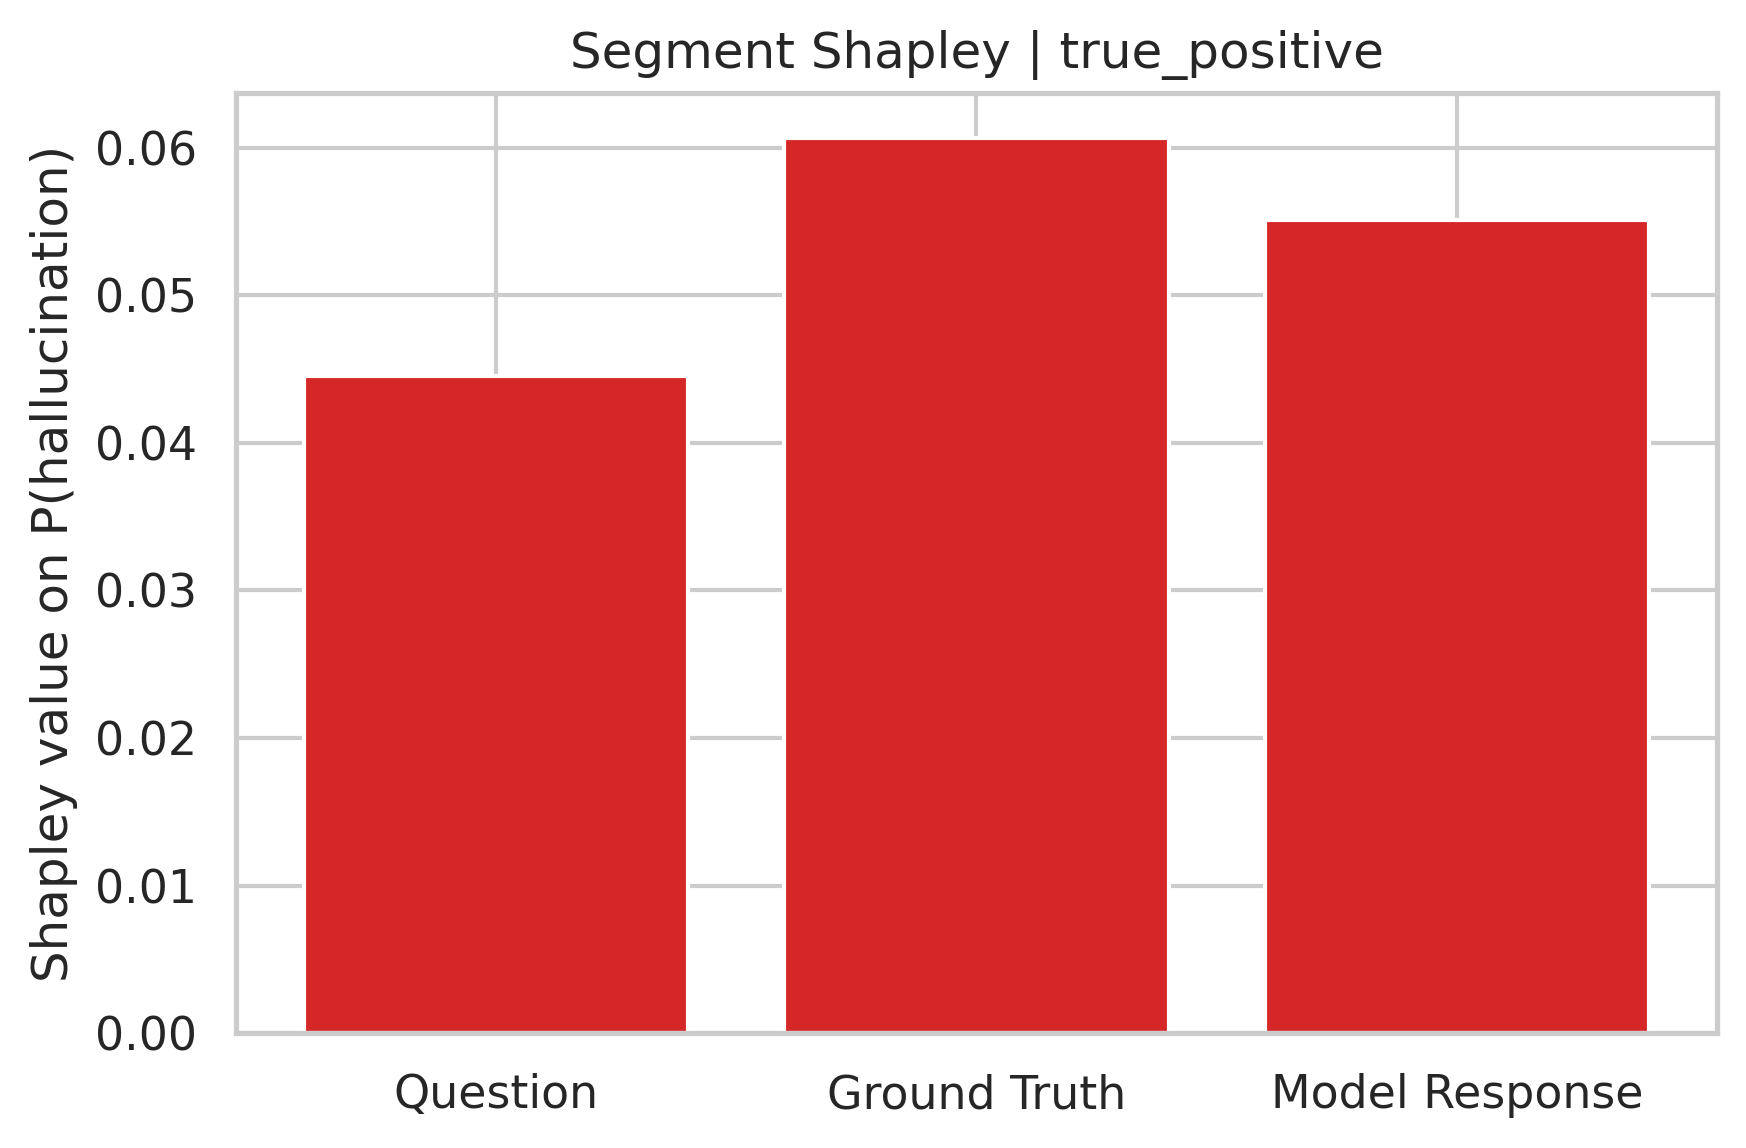 Segment Shapley | true_positive
Shapley value on P(hallucination)
0.06
0.05
0.04
0.03
0.02
0.01
0.00
Question
Ground Truth
Model Response